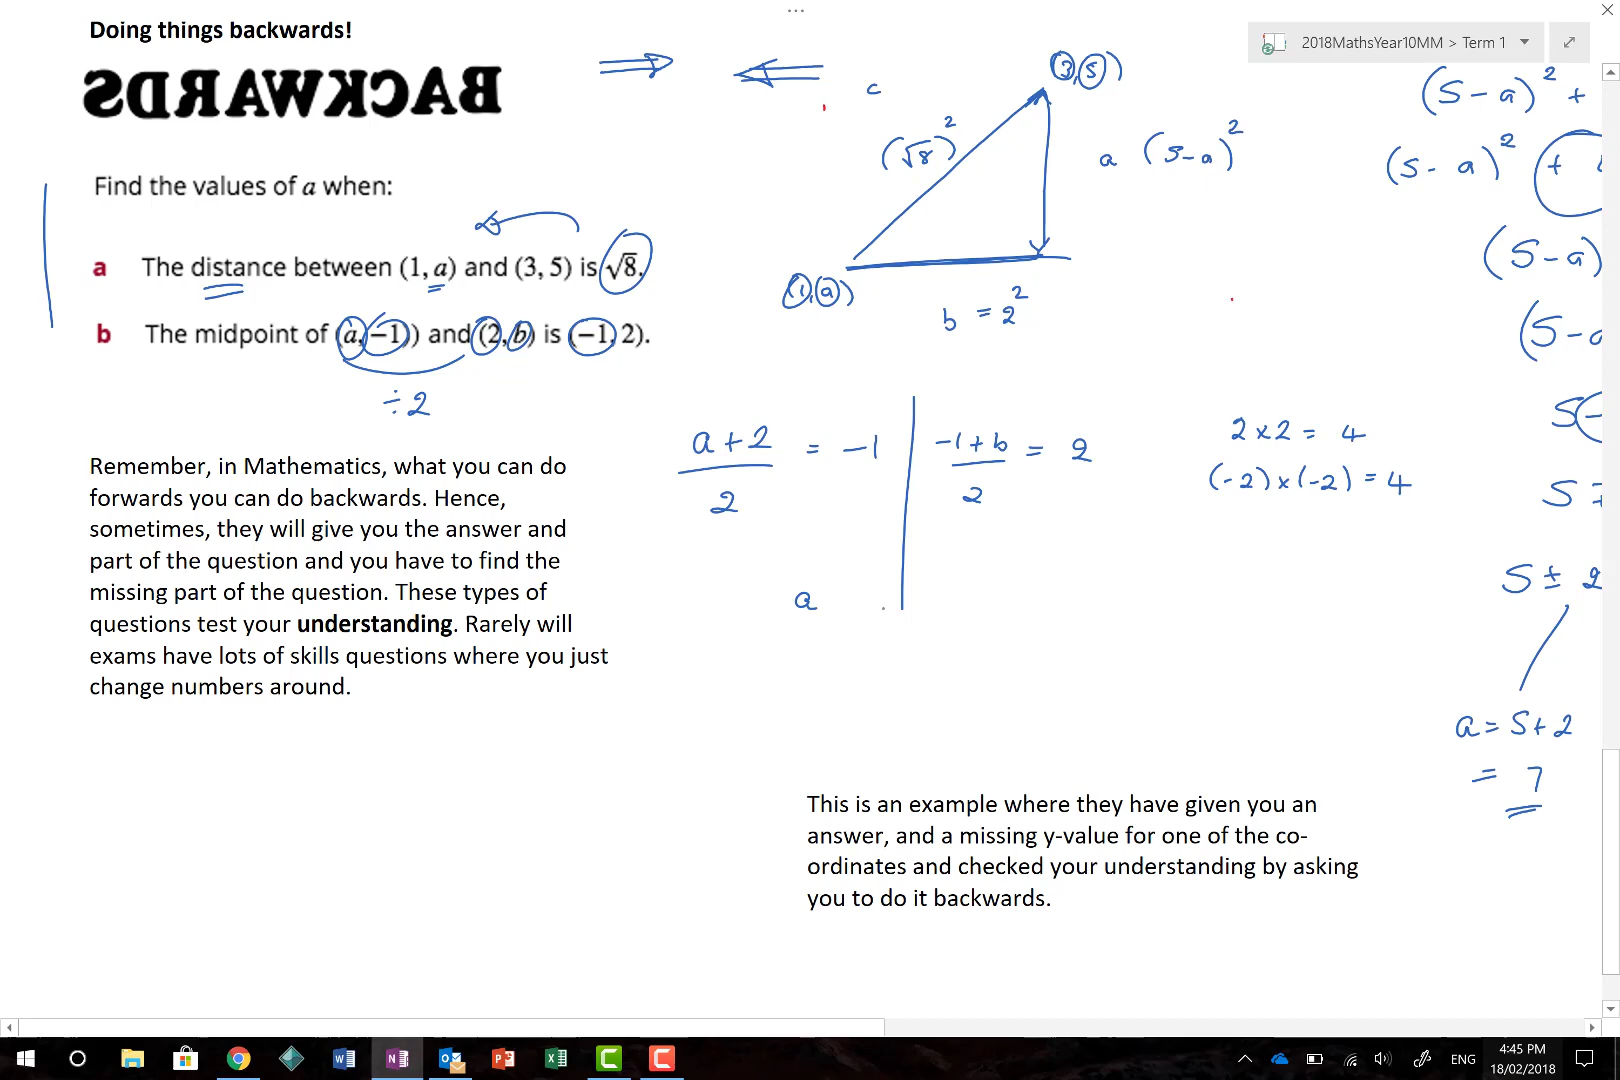 Doing things backwards!
BACKWARDS
2018MathsYear10MM > Term 1
Find the values of a when:
a The distance between (1, a) and (3, 5) is √8.
b The midpoint of (a, −1)) and (2, b) is (−1, 2).
÷2
Remember, in Mathematics, what you can do
forwards you can do backwards. Hence,
sometimes, they will give you the answer and
part of the question and you have to find the
missing part of the question. These types of
questions test your understanding. Rarely will
exams have lots of skills questions where you just
change numbers around.
c
(3,5)
(√8)²
a (5-a)²
(1,a)
b = 2²
a+2/2 = -1
-1+b/2 = 2
a
2×2 = 4
(-2)×(-2) = 4
(5-a)² +
(5-a)² +
(5-a)
(5-a
5-
5
5 ± 2
a = 5+2
= 7
This is an example where they have given you an
answer, and a missing y-value for one of the co-
ordinates and checked your understanding by asking
you to do it backwards.
ENG
4:45 PM
18/02/2018